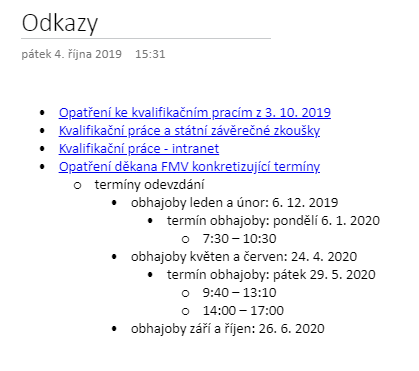 Odkazy
pátek 4. října 2019 15:31
Opatření ke kvalifikačním pracím z 3. 10. 2019
Kvalifikační práce a státní závěrečné zkoušky
Kvalifikační práce - intranet
Opatření děkana FMV konkretizující termíny
termíny odevzdání
obhajoby leden a únor: 6. 12. 2019
termín obhajoby: pondělí 6. 1. 2020
7:30 – 10:30
obhajoby květen a červen: 24. 4. 2020
termín obhajoby: pátek 29. 5. 2020
9:40 – 13:10
14:00 – 17:00
obhajoby září a říjen: 26. 6. 2020